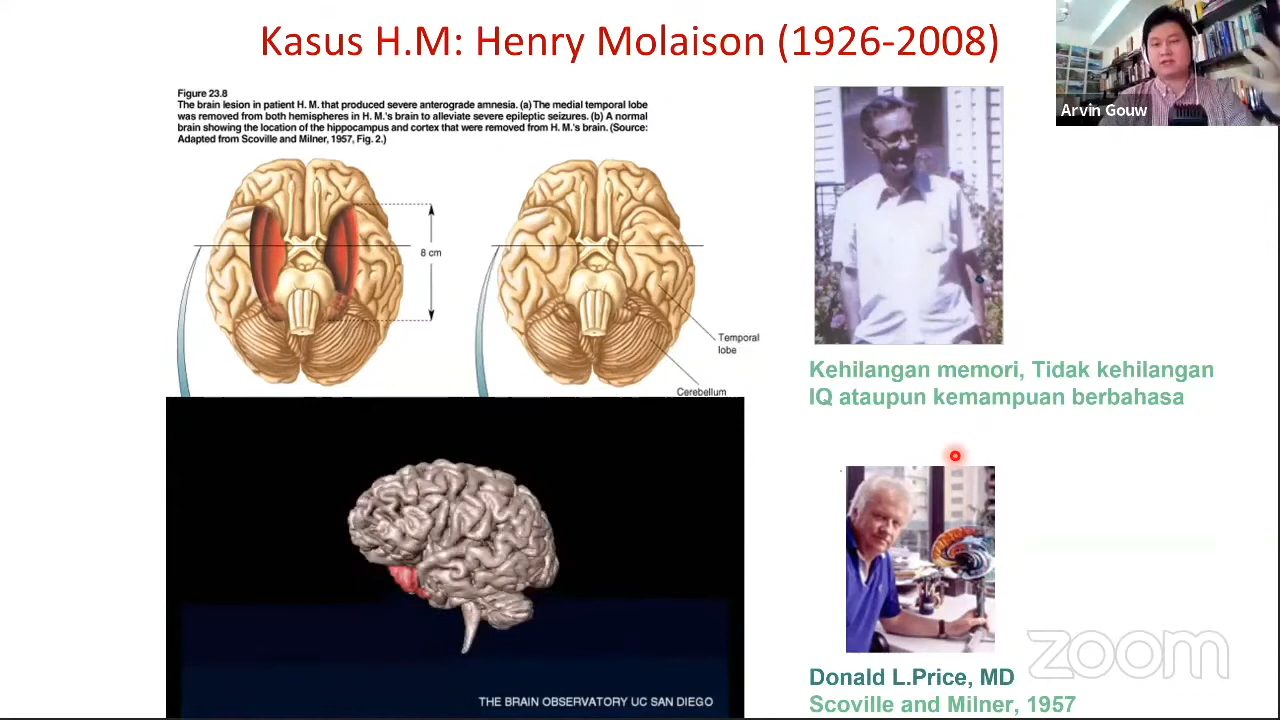 Kasus H.M: Henry Molaison (1926-2008)
Arvin Gouw
Figure 23.8
The brain lesion in patient H. M. that produced severe anterograde amnesia. (a) The medial temporal lobe
was removed from both hemispheres in H. M.'s brain to alleviate severe epileptic seizures. (b) A normal
brain showing the location of the hippocampus and cortex that were removed from H. M.'s brain. (Source:
Adapted from Scoville and Milner, 1957, Fig. 2.)
8 cm
Temporal
lobe
Cerebellum
Kehilangan memori, Tidak kehilangan
IQ ataupun kemampuan berbahasa
THE BRAIN OBSERVATORY UC SAN DIEGO
Donald L.Price, MD
Scoville and Milner, 1957
zoom